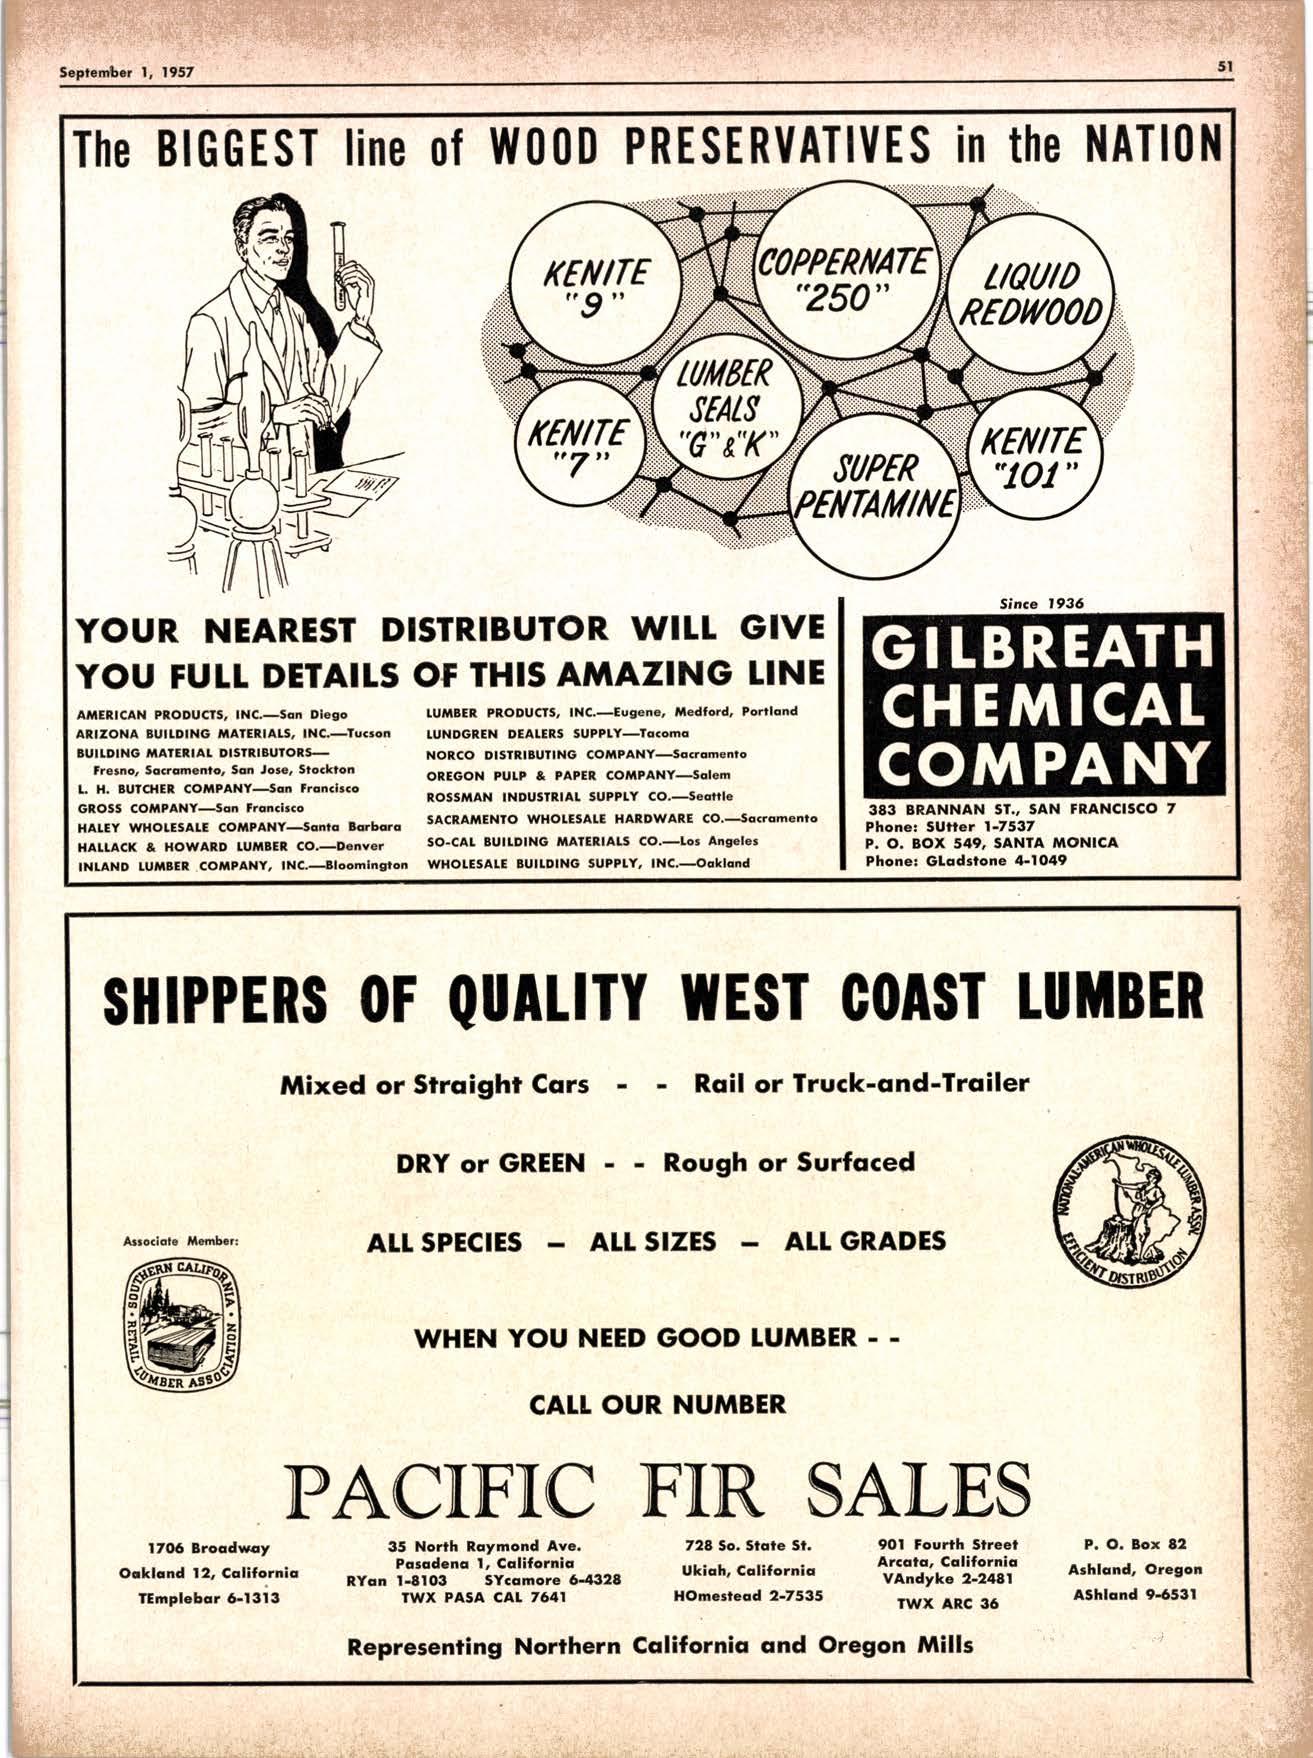 September 1, 1957
51
The BIGGEST line of WOOD PRESERVATIVES in the NATION
KENITE
"9"
COPPERNATE
"250"
LIQUID
REDWOOD
LUMBER
SEALS
"G" & "K"
KENITE
"7"
SUPER
PENTAMINE
KENITE
"101"
YOUR NEAREST DISTRIBUTOR WILL GIVE
YOU FULL DETAILS OF THIS AMAZING LINE
AMERICAN PRODUCTS, INC.—San Diego
ARIZONA BUILDING MATERIALS, INC.—Tucson
BUILDING MATERIAL DISTRIBUTORS—
Fresno, Sacramento, San Jose, Stockton
L. H. BUTCHER COMPANY—San Francisco
GROSS COMPANY—San Francisco
HALEY WHOLESALE COMPANY—Santa Barbara
HALLACK & HOWARD LUMBER CO.—Denver
INLAND LUMBER COMPANY, INC.—Bloomington
LUMBER PRODUCTS, INC.—Eugene, Medford, Portland
LUNDGREN DEALERS SUPPLY—Tacoma
NORCO DISTRIBUTING COMPANY—Sacramento
OREGON PULP & PAPER COMPANY—Salem
ROSSMAN INDUSTRIAL SUPPLY CO.—Seattle
SACRAMENTO WHOLESALE HARDWARE CO.—Sacramento
SO-CAL BUILDING MATERIALS CO.—Los Angeles
WHOLESALE BUILDING SUPPLY, INC.—Oakland
Since 1936
GILBREATH
CHEMICAL
COMPANY
383 BRANNAN ST., SAN FRANCISCO 7
Phone: SUtter 1-7537
P. O. BOX 549, SANTA MONICA
Phone: GLadstone 4-1049
SHIPPERS OF QUALITY WEST COAST LUMBER
Mixed or Straight Cars - - Rail or Truck-and-Trailer
DRY or GREEN - - Rough or Surfaced
NATIONAL-AMERICAN WHOLESALE LUMBER ASSN.
EFFICIENT DISTRIBUTION
ALL SPECIES — ALL SIZES — ALL GRADES
Associate Member:
SOUTHERN CALIFORNIA
RETAIL LUMBER ASSOCIATION
WHEN YOU NEED GOOD LUMBER - -
CALL OUR NUMBER
PACIFIC FIR SALES
1706 Broadway
Oakland 12, California
TEmplebar 6-1313
35 North Raymond Ave.
Pasadena 1, California
RYan 1-8103 SYcamore 6-4328
TWX PASA CAL 7641
728 So. State St.
Ukiah, California
HOmestead 2-7535
901 Fourth Street
Arcata, California
VAndyke 2-2481
TWX ARC 36
P. O. Box 82
Ashland, Oregon
AShland 9-6531
Representing Northern California and Oregon Mills